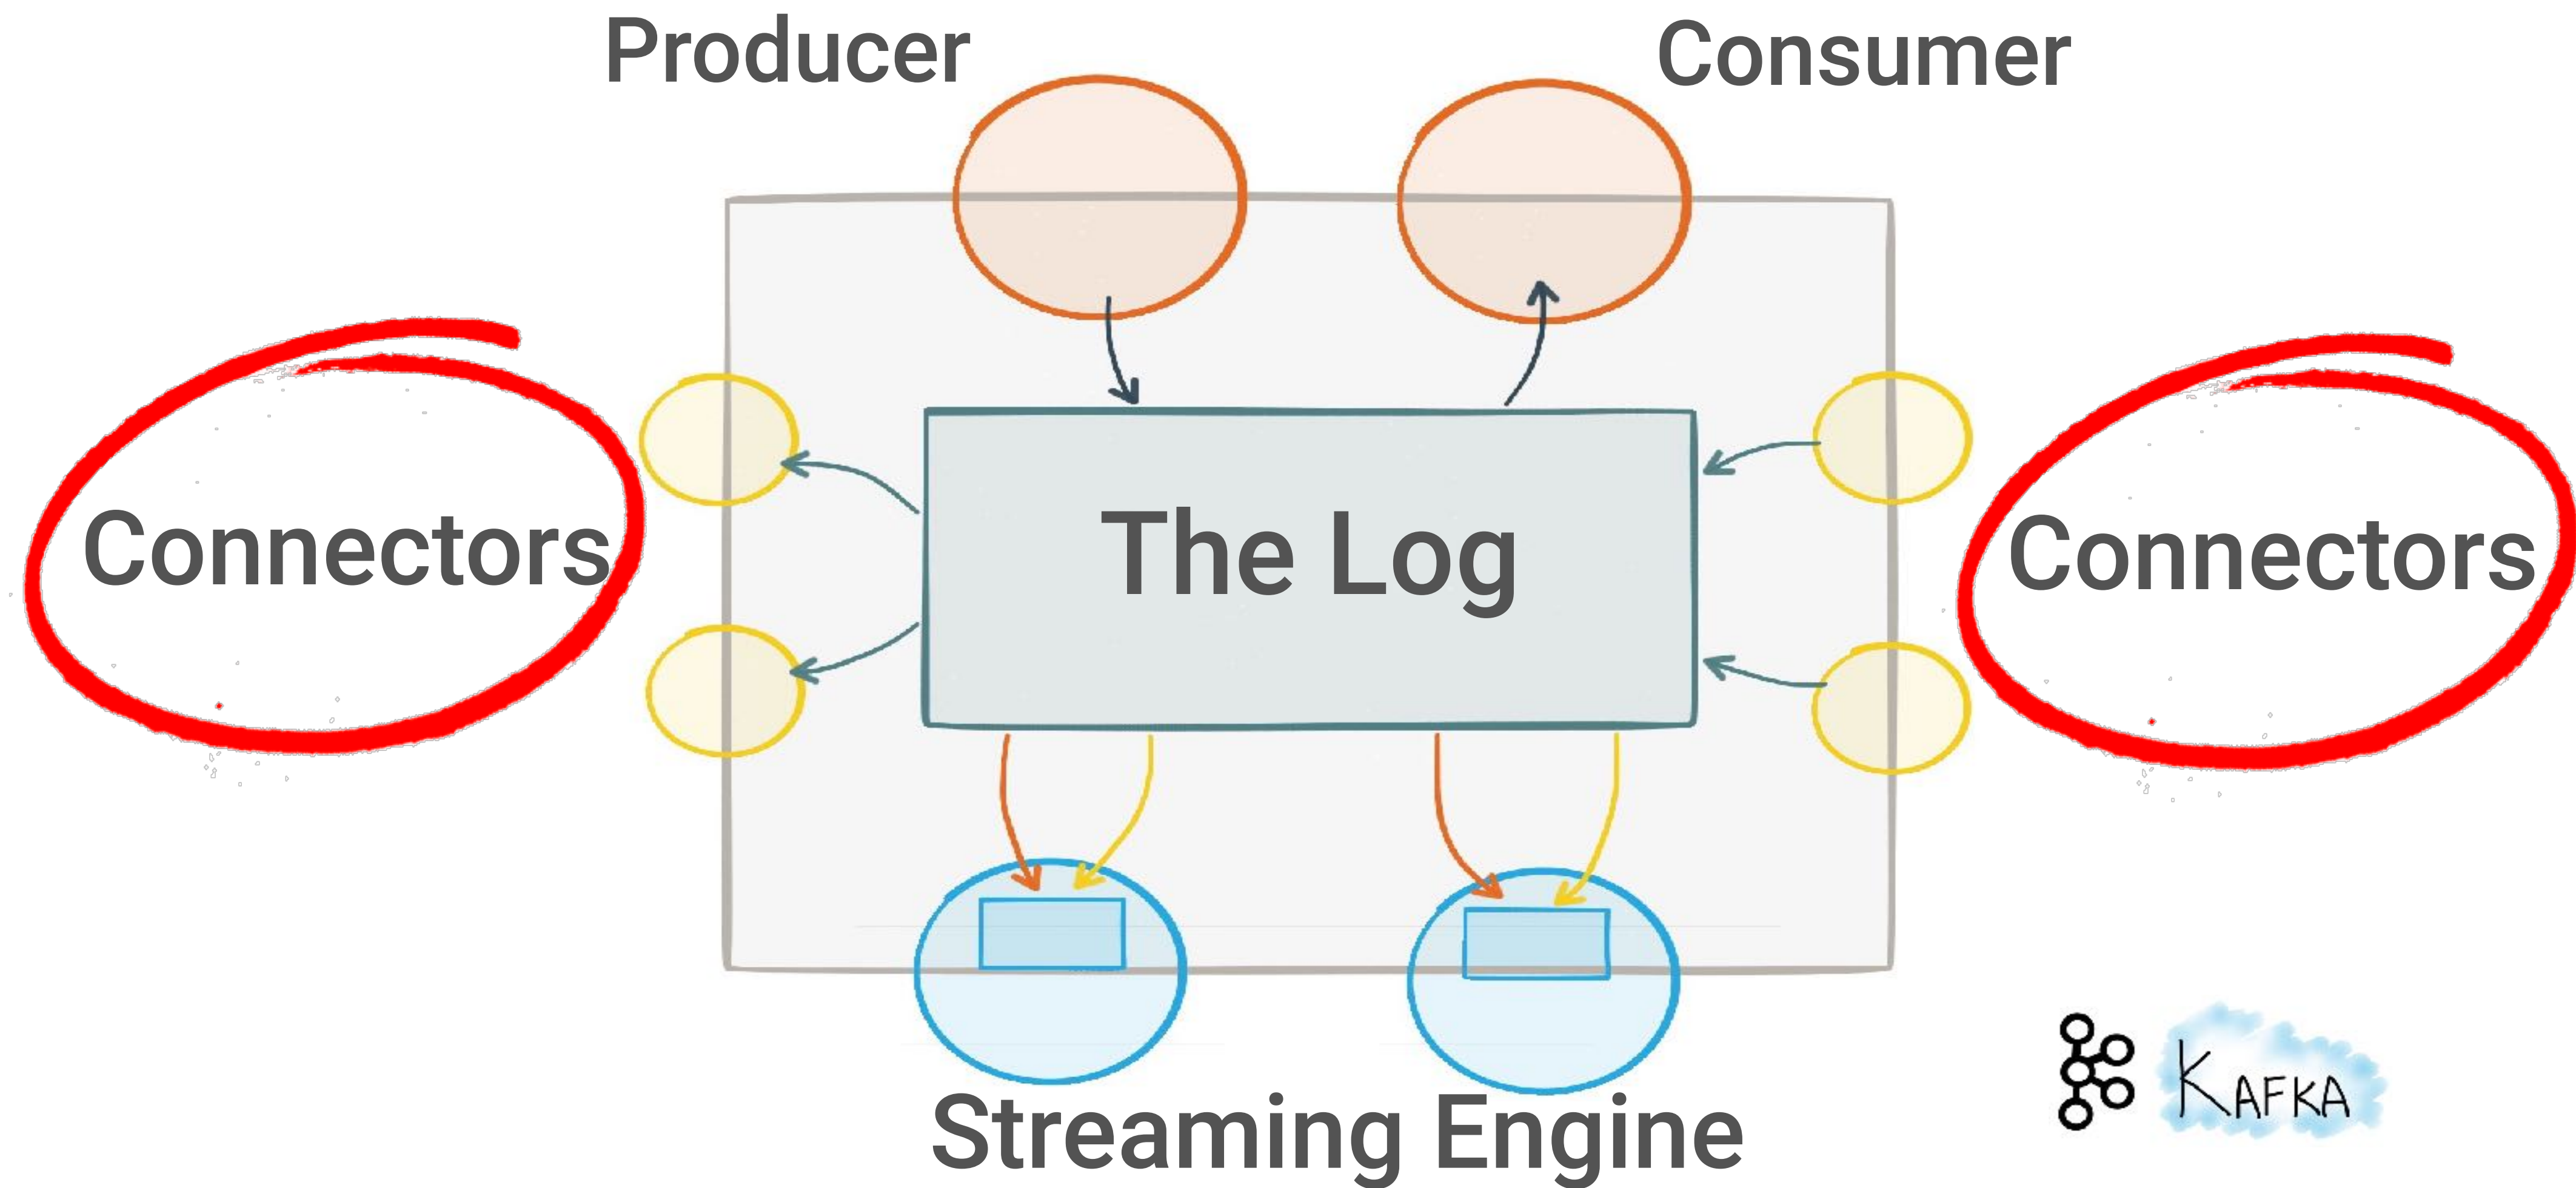 Producer
Consumer
Connectors
The Log
Connectors
Streaming Engine
KAFKA